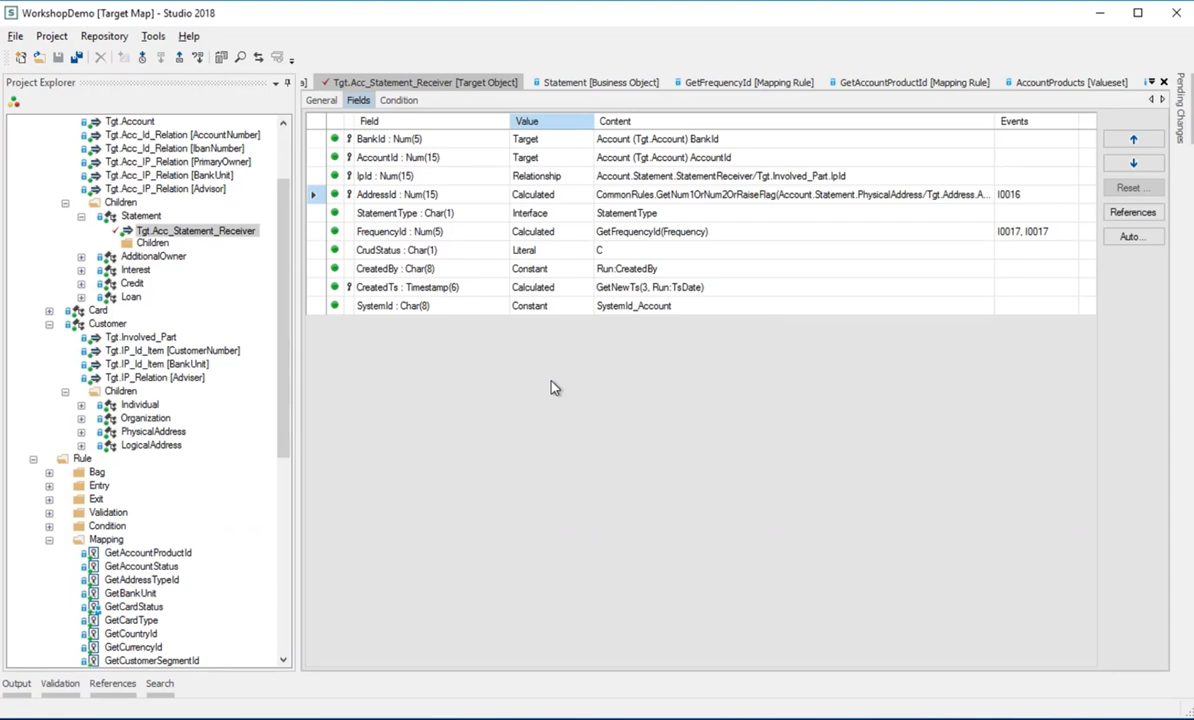 WorkshopDemo [Target Map] - Studio 2018
File Project Repository Tools Help
Project Explorer
Tgt.Account
Tgt.Acc_Id_Relation [AccountNumber]
Tgt.Acc_Id_Relation [IbanNumber]
Tgt.Acc_IP_Relation [PrimaryOwner]
Tgt.Acc_IP_Relation [BankUnit]
Tgt.Acc_IP_Relation [Advisor]
Children
Statement
Tgt.Acc_Statement_Receiver
Children
AdditionalOwner
Interest
Credit
Loan
Card
Customer
Tgt.Involved_Part
Tgt.IP_Id_Item [CustomerNumber]
Tgt.IP_Id_Item [BankUnit]
Tgt.IP_Relation [Adviser]
Children
Individual
Organization
PhysicalAddress
LogicalAddress
Rule
Bag
Entry
Exit
Validation
Condition
Mapping
GetAccountProductId
GetAccountStatus
GetAddressTypeId
GetBankUnit
GetCardStatus
GetCardType
GetCountryId
GetCurrencyId
GetCustomerSegmentId
] Tgt.Acc_Statement_Receiver [Target Object] Statement [Business Object] GetFrequencyId [Mapping Rule] GetAccountProductId [Mapping Rule] AccountProducts [Valueset]
General Fields Condition
Field Value Content Events
BankId : Num(5) Target Account (Tgt.Account) BankId
AccountId : Num(15) Target Account (Tgt.Account) AccountId
IpId : Num(15) Relationship Account.Statement.StatementReceiver/Tgt.Involved_Part.IpId
AddressId : Num(15) Calculated CommonRules.GetNum1OrNum2OrRaiseFlag(Account.Statement.PhysicalAddress/Tgt.Address.A... I0016
StatementType : Char(1) Interface StatementType
FrequencyId : Num(5) Calculated GetFrequencyId(Frequency) I0017, I0017
CrudStatus : Char(1) Literal C
CreatedBy : Char(8) Constant Run:CreatedBy
CreatedTs : Timestamp(6) Calculated GetNewTs(3, Run:TsDate)
SystemId : Char(8) Constant SystemId_Account
Reset ...
References
Auto...
Pending Changes
Output Validation References Search